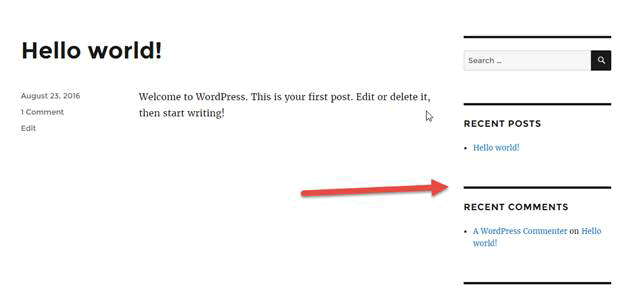 Hello world!
August 23, 2016
1 Comment
Edit
Welcome to WordPress. This is your first post. Edit or delete it,
then start writing!
Search ...
RECENT POSTS
Hello world!
RECENT COMMENTS
A WordPress Commenter on Hello
world!